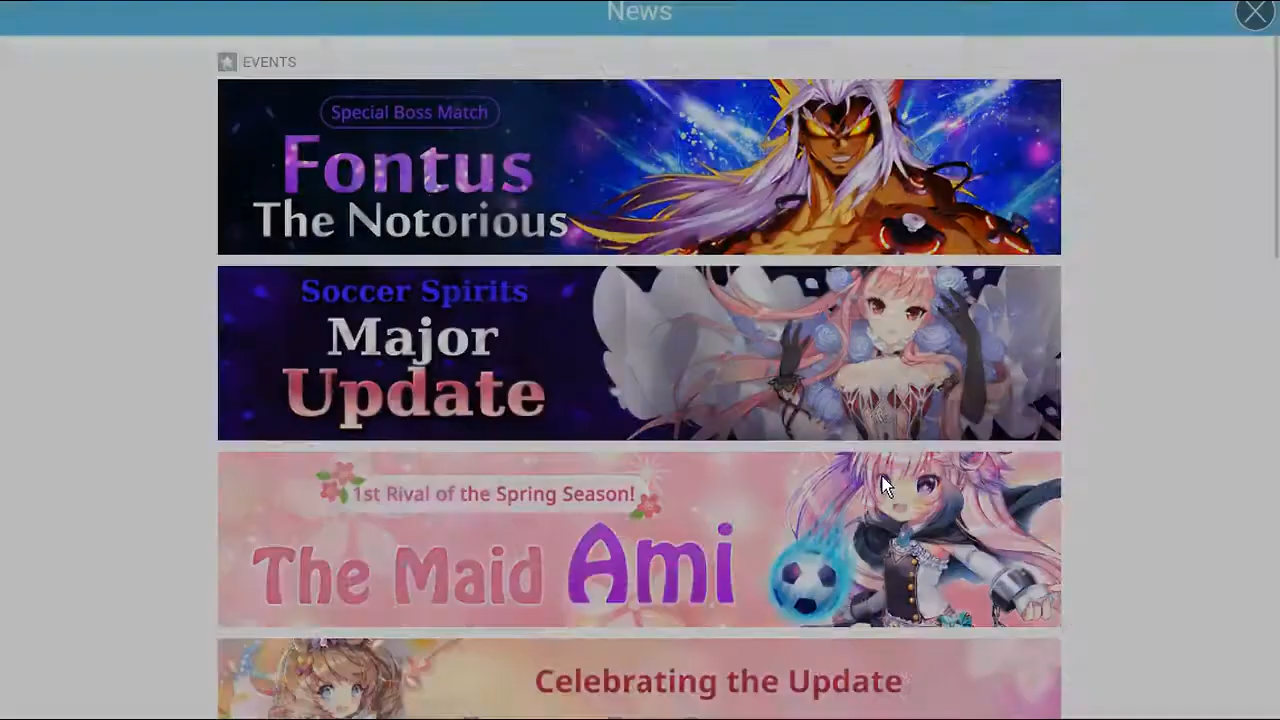 News
EVENTS
Special Boss Match
Fontus
The Notorious
Soccer Spirits
Major
Update
1st Rival of the Spring Season!
The Maid Ami
Celebrating the Update